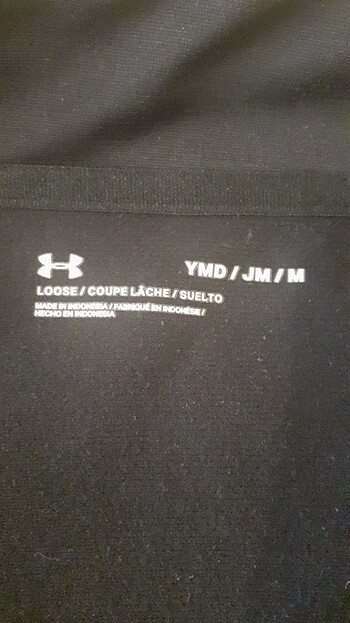 YMD / JM / M
LOOSE / COUPE LÂCHE / SUELTO
MADE IN INDONESIA / FABRIQUÉ EN INDONÉSIE /
HECHO EN INDONESIA